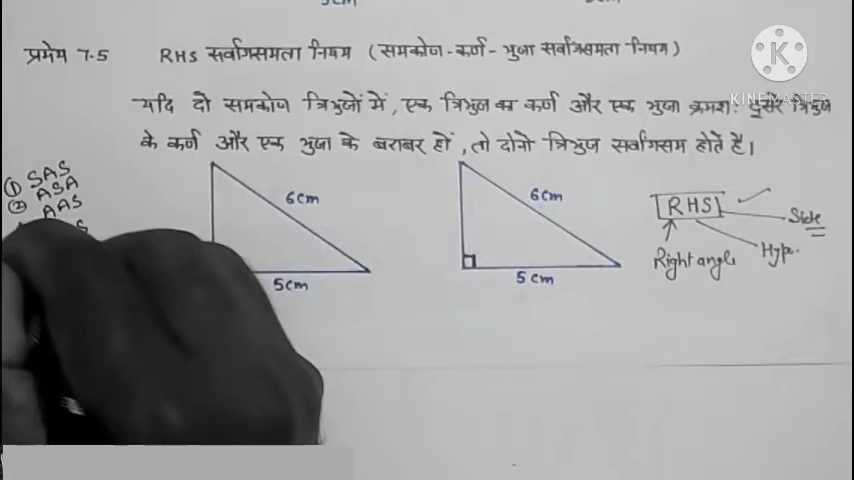 प्रमेय 7.5 RHS सर्वांगसमता नियम (समकोण-कर्ण-भुजा सर्वांगसमता नियम)
KINEMASTER
यदि दो समकोण त्रिभुजों में, एक त्रिभुज का कर्ण और एक भुजा क्रमशः दूसरे त्रिभुज
के कर्ण और एक भुजा के बराबर हों, तो दोनो त्रिभुज सर्वांगसम होते है।
① SAS
② ASA
AAS
6cm
5cm
6cm
5cm
RHS
Side
Hyp.
Right angle